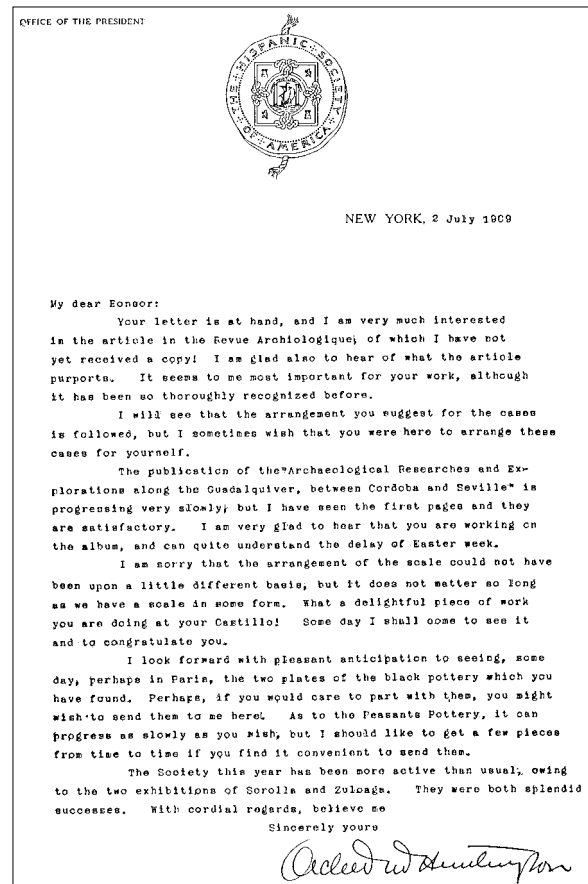 OFFICE OF THE PRESIDENT
THE HISPANIC SOCIETY OF AMERICA
NEW YORK, 2 July 1909
My dear Bonsor:
Your letter is at hand, and I am very much interested
in the article in the Revue Archiologique, of which I have not
yet received a copy! I am glad also to hear of what the article
purports. It seems to me most important for your work, although
it has been so thoroughly recognized before.
I will see that the arrangement you suggest for the cases
is followed, but I sometimes wish that you were here to arrange these
cases for yourself.
The publication of the "Archaeological Researches and Ex-
plorations along the Guadalquiver, between Cordoba and Seville" is
progressing very slowly; but I have seen the first pages and they
are satisfactory. I am very glad to hear that you are working on
the album, and can quite understand the delay of Easter week.
I am sorry that the arrangement of the scale could not have
been upon a little different basis, but it does not matter so long
as we have a scale in some form. What a delightful piece of work
you are doing at your Castillo! Some day I shall come to see it
and to congratulate you.
I look forward with pleasant anticipation to seeing, some
day, perhaps in Paris, the two plates of the black pottery which you
have found. Perhaps, if you would care to part with them, you might
wish to send them to me here! As to the Peasants Pottery, it can
progress as slowly as you wish, but I should like to get a few pieces
from time to time if you find it convenient to send them.
The Society this year has been more active than usual, owing
to the two exhibitions of Sorolla and Zuloaga. They were both splendid
successes. With cordial regards, believe me
Sincerely yours
Archer M Huntington